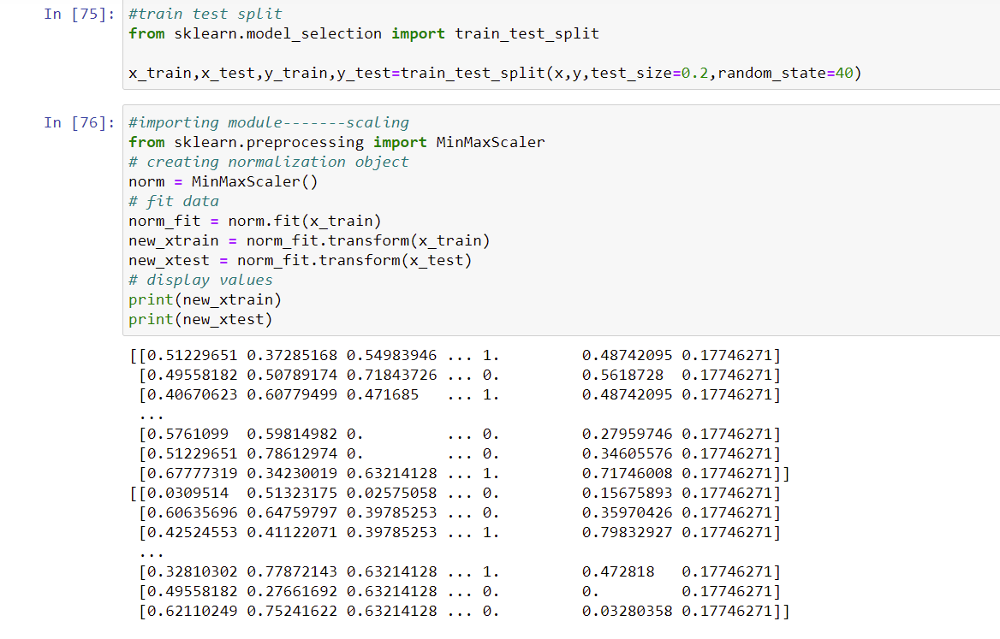 In [75]: #train test split
from sklearn.model_selection import train_test_split
x_train,x_test,y_train,y_test=train_test_split(x,y,test_size=0.2,random_state=40)
In [76]: #importing module-------scaling
from sklearn.preprocessing import MinMaxScaler
# creating normalization object
norm = MinMaxScaler()
# fit data
norm_fit = norm.fit(x_train)
new_xtrain = norm_fit.transform(x_train)
new_xtest = norm_fit.transform(x_test)
# display values
print(new_xtrain)
print(new_xtest)
[[0.51229651 0.37285168 0.54983946 ... 1.         0.48742095 0.17746271]
 [0.49558182 0.50789174 0.71843726 ... 0.         0.5618728  0.17746271]
 [0.40670623 0.60779499 0.471685   ... 1.         0.48742095 0.17746271]
 ...
 [0.5761099  0.59814982 0.         ... 0.         0.27959746 0.17746271]
 [0.51229651 0.78612974 0.         ... 0.         0.34605576 0.17746271]
 [0.67777319 0.34230019 0.63214128 ... 1.         0.71746008 0.17746271]]
[[0.0309514  0.51323175 0.02575058 ... 0.         0.15675893 0.17746271]
 [0.60635696 0.64759797 0.39785253 ... 0.         0.35970426 0.17746271]
 [0.42524553 0.41122071 0.39785253 ... 1.         0.79832927 0.17746271]
 ...
 [0.32810302 0.77872143 0.63214128 ... 1.         0.472818   0.17746271]
 [0.49558182 0.27661692 0.63214128 ... 0.         0.         0.17746271]
 [0.62110249 0.75241622 0.63214128 ... 0.         0.03280358 0.17746271]]